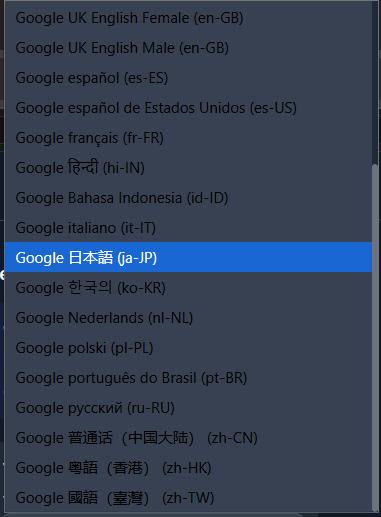 Google UK English Female (en-GB)
Google UK English Male (en-GB)
Google español (es-ES)
Google español de Estados Unidos (es-US)
Google français (fr-FR)
Google हिन्दी (hi-IN)
Google Bahasa Indonesia (id-ID)
Google italiano (it-IT)
Google 日本語 (ja-JP)
Google 한국의 (ko-KR)
Google Nederlands (nl-NL)
Google polski (pl-PL)
Google português do Brasil (pt-BR)
Google русский (ru-RU)
Google 普通话（中国大陆） (zh-CN)
Google 粤語（香港） (zh-HK)
Google 國語（臺灣） (zh-TW)